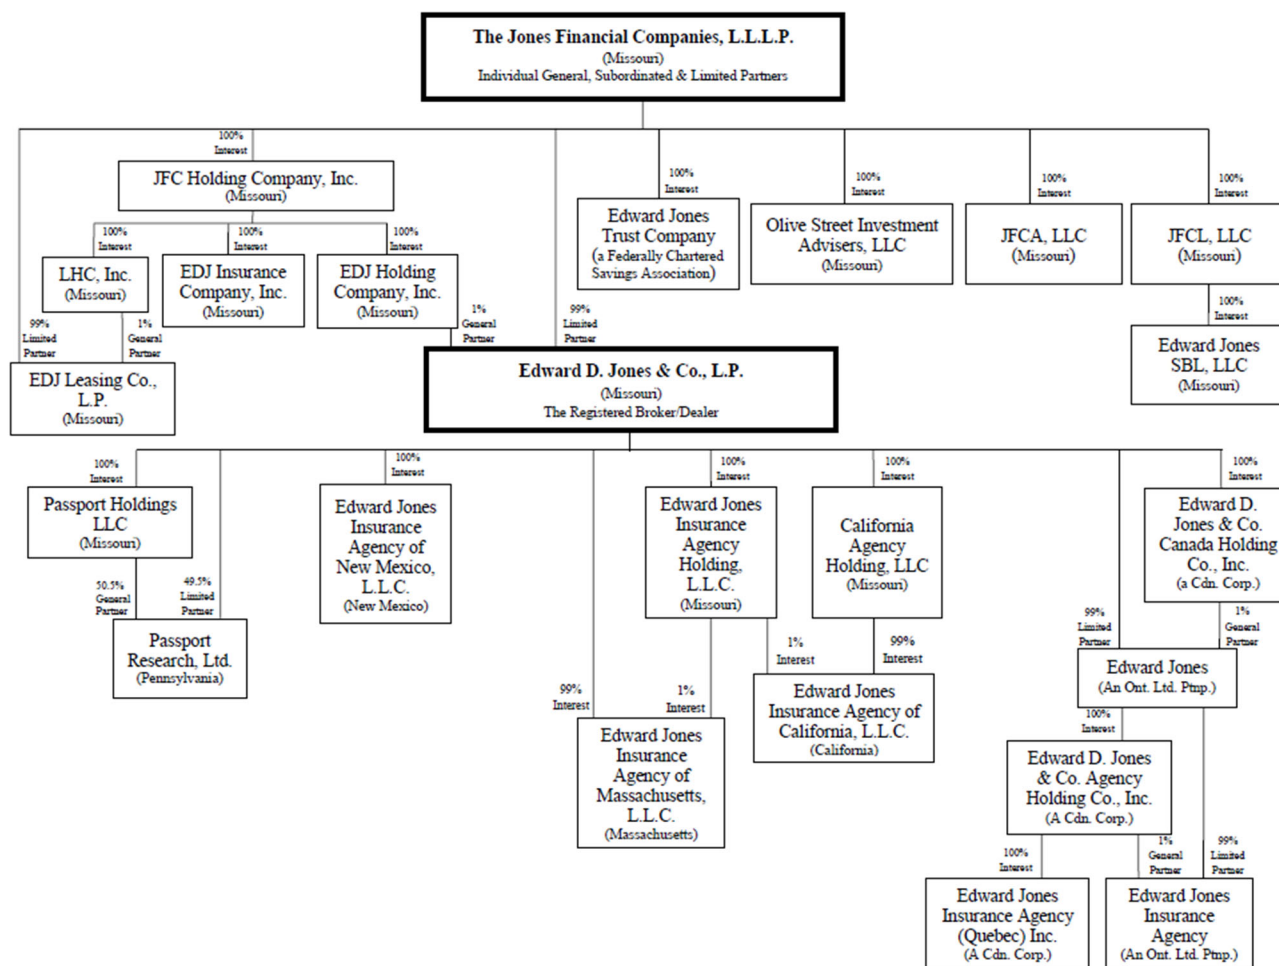 The Jones Financial Companies, L.L.L.P.
(Missouri)
Individual General, Subordinated & Limited Partners
100%
Interest
JFC Holding Company, Inc.
(Missouri)
100%
Interest
Edward Jones
Trust Company
(a Federally Chartered
Savings Association)
100%
Interest
Olive Street Investment
Advisers, LLC
(Missouri)
100%
Interest
JFCA, LLC
(Missouri)
100%
Interest
JFCL, LLC
(Missouri)
100%
Interest
LHC, Inc.
(Missouri)
100%
Interest
EDJ Insurance
Company, Inc.
(Missouri)
100%
Interest
EDJ Holding
Company, Inc.
(Missouri)
99%
Limited
Partner
1%
General
Partner
EDJ Leasing Co.,
L.P.
(Missouri)
1%
General
Partner
99%
Limited
Partner
100%
Interest
Edward Jones
SBL, LLC
(Missouri)
Edward D. Jones & Co., L.P.
(Missouri)
The Registered Broker/Dealer
100%
Interest
Passport Holdings
LLC
(Missouri)
50.5%
General
Partner
49.5%
Limited
Partner
Passport
Research, Ltd.
(Pennsylvania)
100%
Interest
Edward Jones
Insurance
Agency of
New Mexico,
L.L.C.
(New Mexico)
100%
Interest
Edward Jones
Insurance
Agency
Holding,
L.L.C.
(Missouri)
100%
Interest
California
Agency
Holding, LLC
(Missouri)
100%
Interest
Edward D.
Jones & Co.
Canada Holding
Co., Inc.
(a Cdn. Corp.)
99%
Interest
1%
Interest
Edward Jones
Insurance
Agency of
Massachusetts,
L.L.C.
(Massachusetts)
1%
Interest
99%
Interest
Edward Jones
Insurance Agency of
California, L.L.C.
(California)
99%
Limited
Partner
1%
General
Partner
Edward Jones
(An Ont. Ltd. Ptnp.)
100%
Interest
Edward D. Jones
& Co. Agency
Holding Co., Inc.
(A Cdn. Corp.)
100%
Interest
1%
General
Partner
99%
Limited
Partner
Edward Jones
Insurance Agency
(Quebec) Inc.
(A Cdn. Corp.)
Edward Jones
Insurance
Agency
(An Ont. Ltd. Ptnp.)